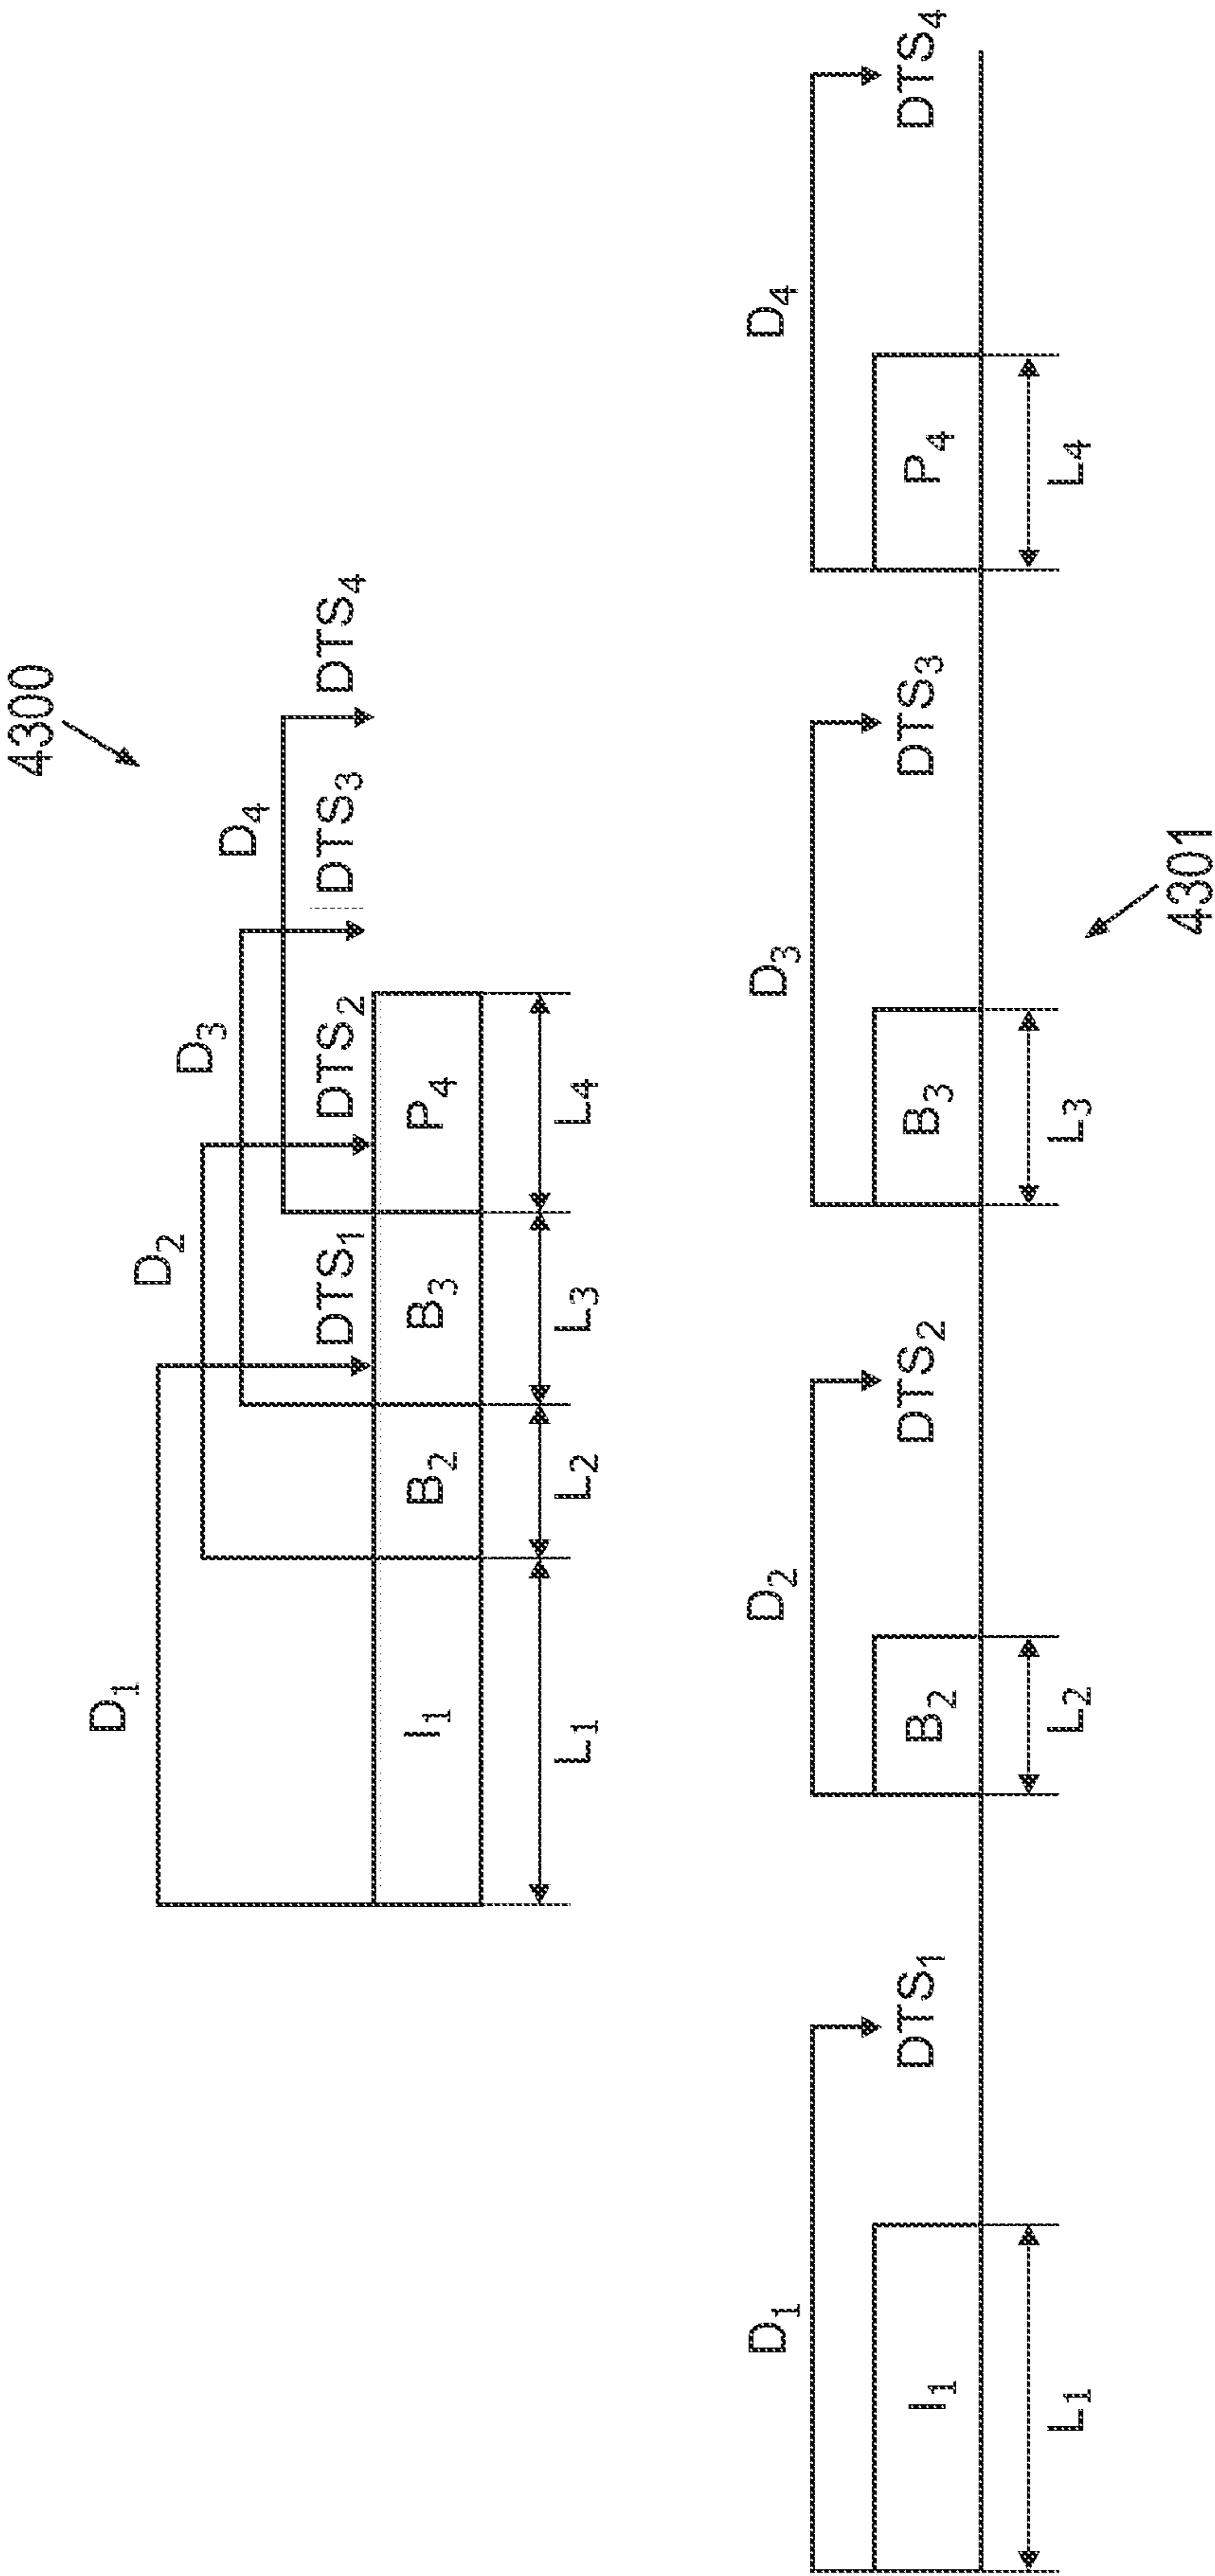 4300
D₁ D₂ D₃ D₄
DTS₁ DTS₂ DTS₃ DTS₄
I₁ B₂ B₃ P₄
L₁ L₂ L₃ L₄
D₁ D₂ D₃ D₄
I₁ DTS₁ B₂ DTS₂ B₃ DTS₃ P₄ DTS₄
L₁ L₂ L₃ L₄
4301